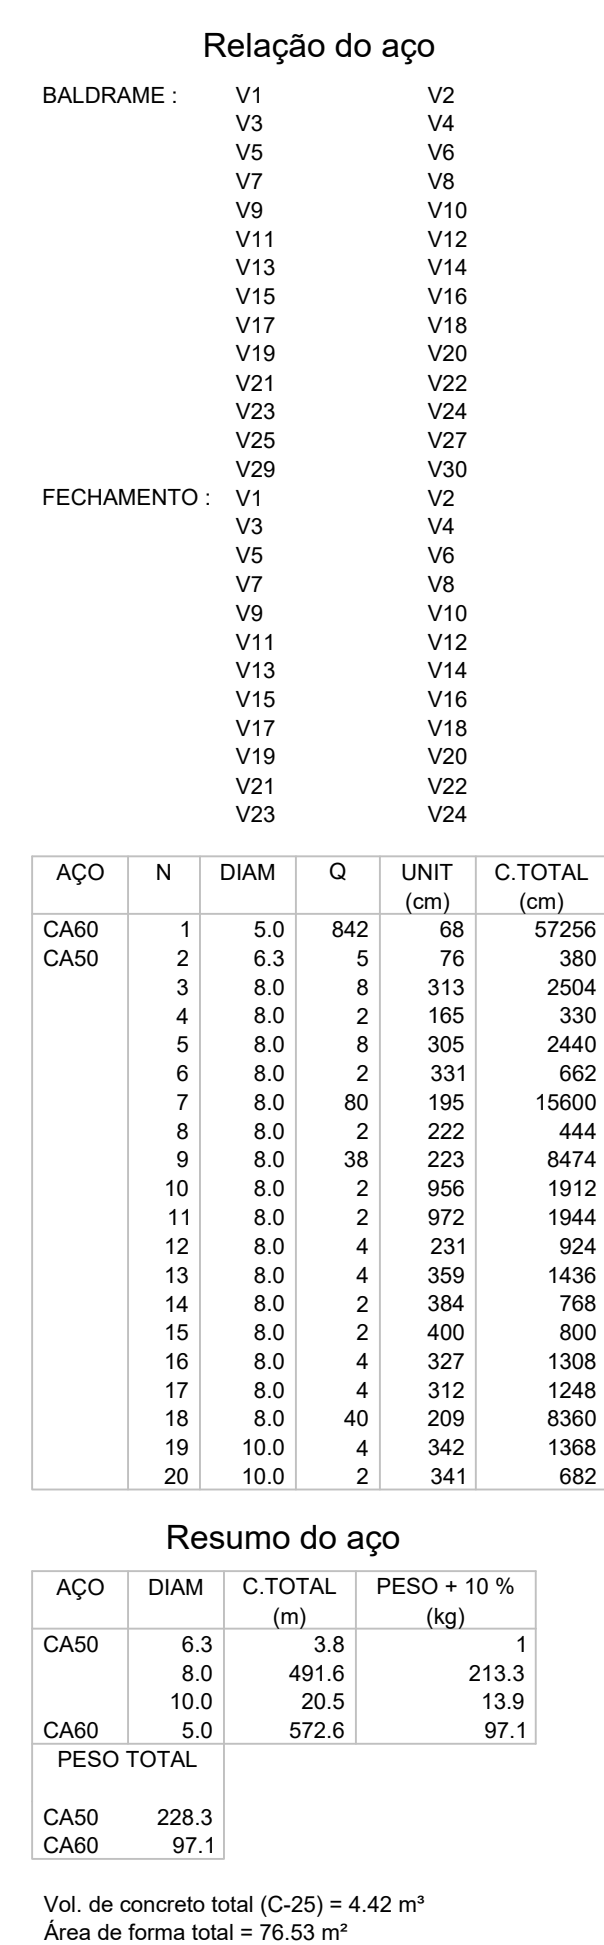 Relação do aço
BALDRAME : V1 V2
V3 V4
V5 V6
V7 V8
V9 V10
V11 V12
V13 V14
V15 V16
V17 V18
V19 V20
V21 V22
V23 V24
V25 V27
V29 V30
FECHAMENTO : V1 V2
V3 V4
V5 V6
V7 V8
V9 V10
V11 V12
V13 V14
V15 V16
V17 V18
V19 V20
V21 V22
V23 V24
AÇO N DIAM Q UNIT C.TOTAL
(cm) (cm)
CA60 1 5.0 842 68 57256
CA50 2 6.3 5 76 380
3 8.0 8 313 2504
4 8.0 2 165 330
5 8.0 8 305 2440
6 8.0 2 331 662
7 8.0 80 195 15600
8 8.0 2 222 444
9 8.0 38 223 8474
10 8.0 2 956 1912
11 8.0 2 972 1944
12 8.0 4 231 924
13 8.0 4 359 1436
14 8.0 2 384 768
15 8.0 2 400 800
16 8.0 4 327 1308
17 8.0 4 312 1248
18 8.0 40 209 8360
19 10.0 4 342 1368
20 10.0 2 341 682
Resumo do aço
AÇO DIAM C.TOTAL PESO + 10 %
(m) (kg)
CA50 6.3 3.8 1
8.0 491.6 213.3
10.0 20.5 13.9
CA60 5.0 572.6 97.1
PESO TOTAL
CA50 228.3
CA60 97.1
Vol. de concreto total (C-25) = 4.42 m³
Área de forma total = 76.53 m²